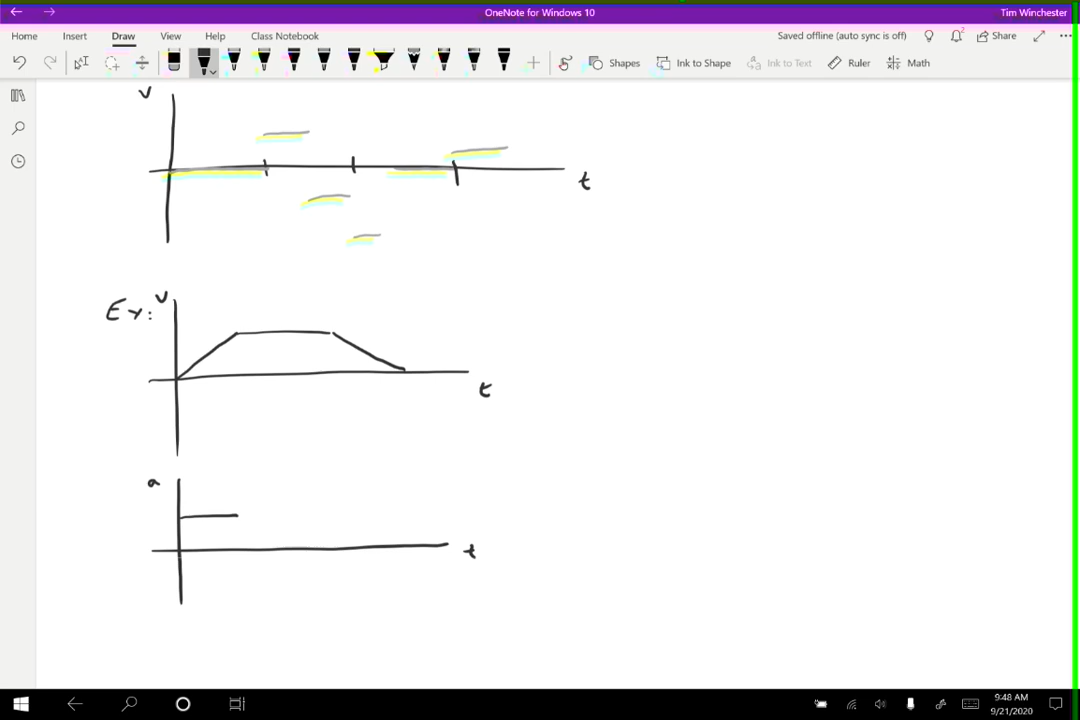 OneNote for Windows 10
Tim Winchester
Home Insert Draw View Help Class Notebook
Saved offline (auto sync is off)
Share
Shapes
Ink to Shape
Ink to Text
Ruler
Math
v
t
Ex:
v
t
a
t
9:48 AM
9/21/2020